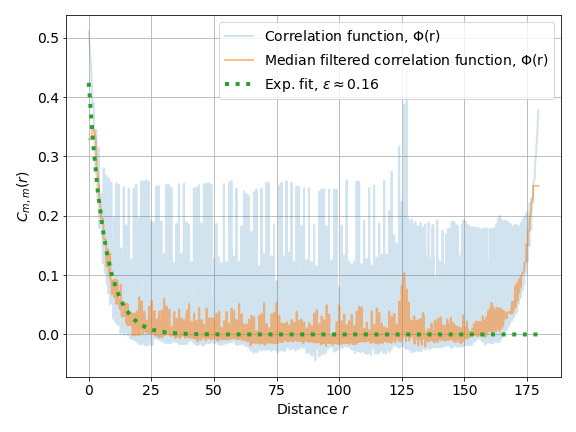 Correlation function, Φ(r)
Median filtered correlation function, Φ(r)
Exp. fit, ε ≈ 0.16
C_{m,m}(r)
0.5
0.4
0.3
0.2
0.1
0.0
0 25 50 75 100 125 150 175
Distance r